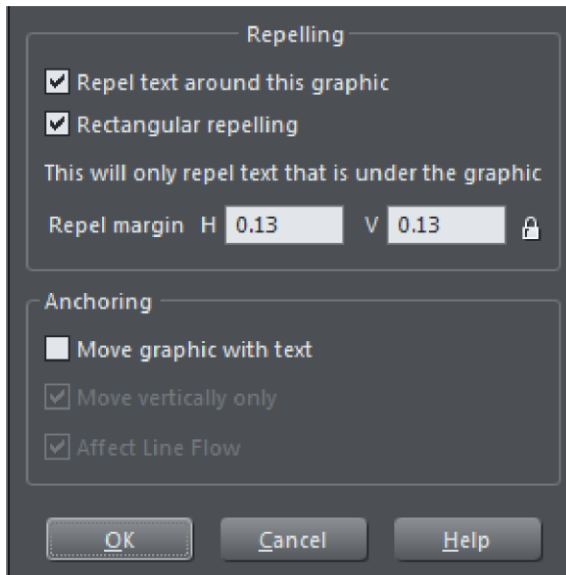 Repelling
Repel text around this graphic
Rectangular repelling
This will only repel text that is under the graphic
Repel margin H 0.13 V 0.13
Anchoring
Move graphic with text
Move vertically only
Affect Line Flow
OK Cancel Help